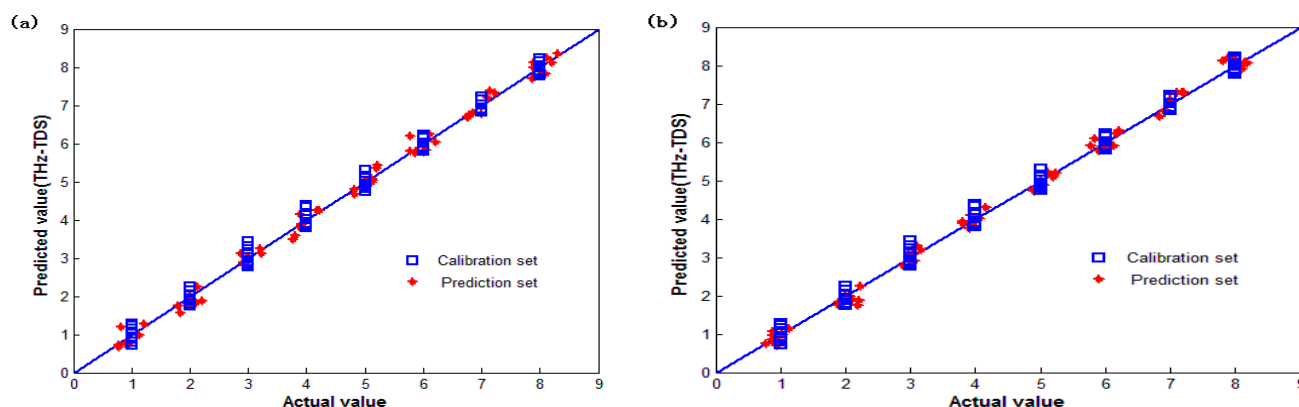 (a)
9
8
7
6
5
4
3
2
1
0
Predicted value(THz-TDS)
Calibration set
Prediction set
0 1 2 3 4 5 6 7 8 9
Actual value
(b)
9
8
7
6
5
4
3
2
1
0
Predicted value(THz-TDS)
Calibration set
Prediction set
0 1 2 3 4 5 6 7 8 9
Actual value